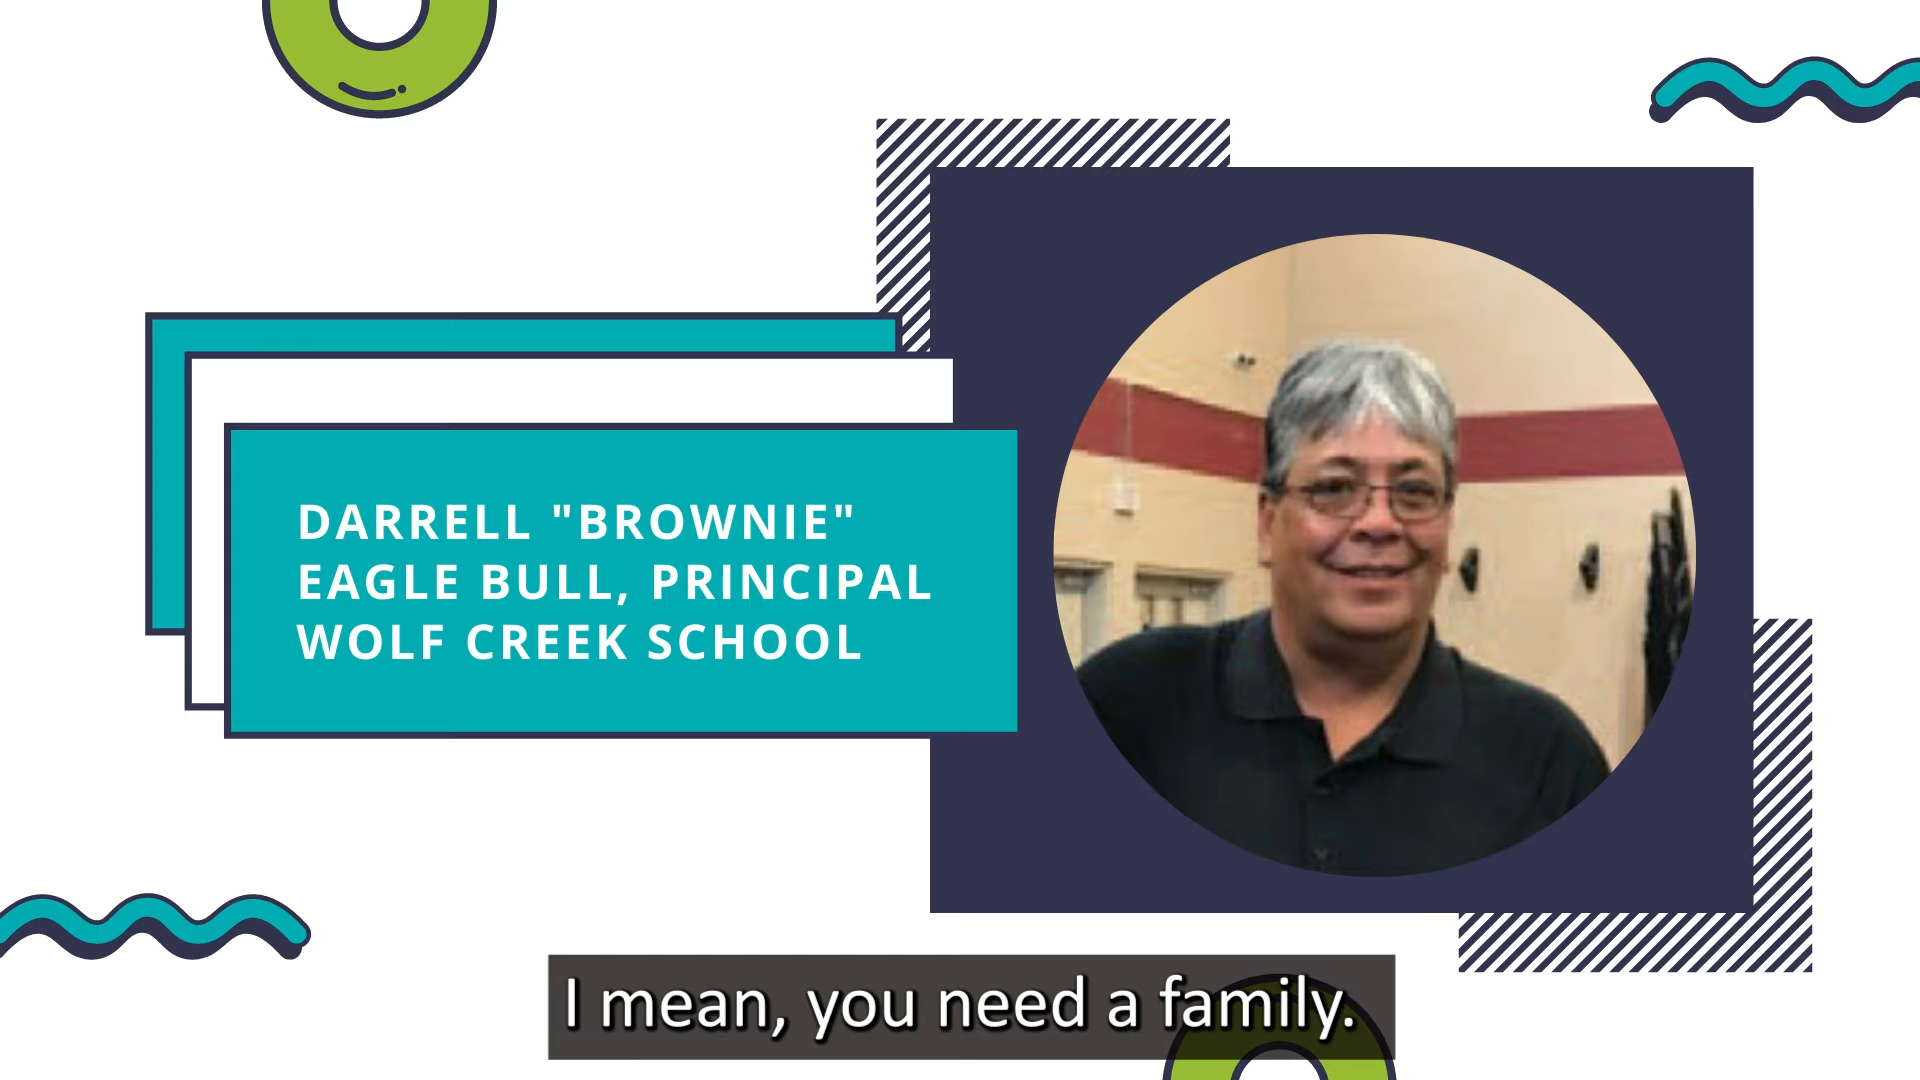 DARRELL "BROWNIE"
EAGLE BULL, PRINCIPAL
WOLF CREEK SCHOOL
I mean, you need a family.